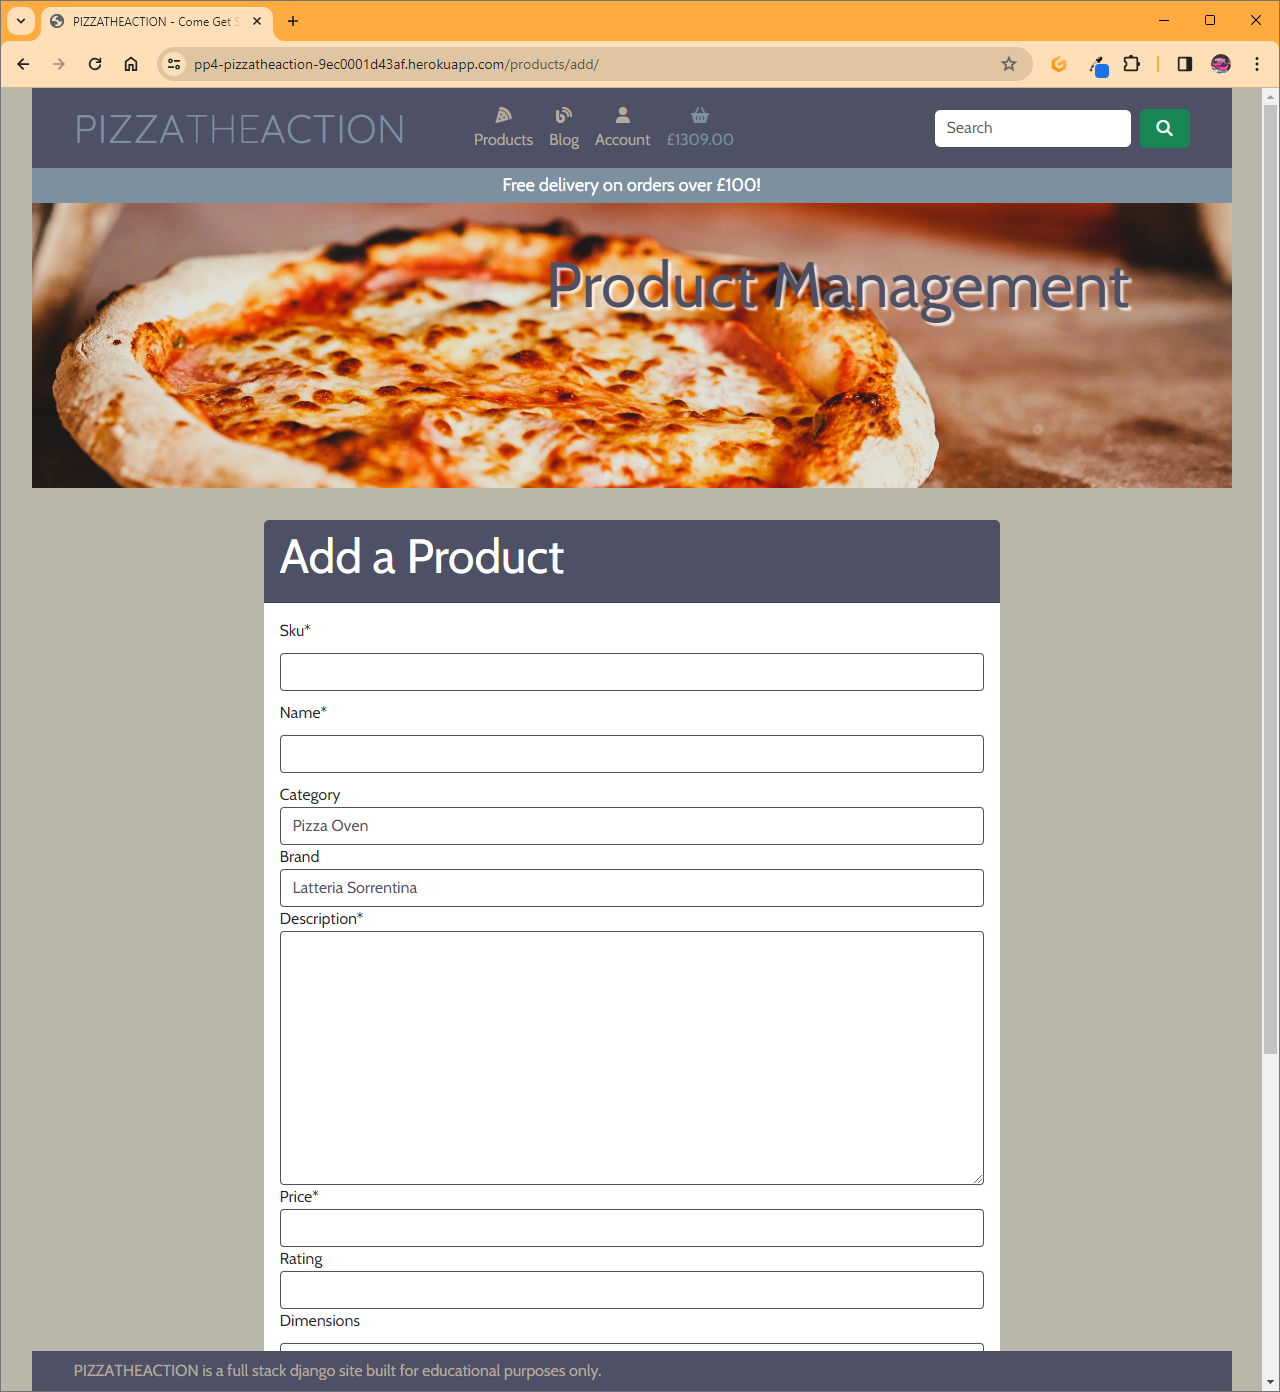 PIZZATHEACTION - Come Get S
pp4-pizzatheaction-9ec0001d43af.herokuapp.com/products/add/
PIZZATHEACTION
Products
Blog
Account
£1309.00
Search
Free delivery on orders over £100!
Product Management
Add a Product
Sku*
Name*
Category
Pizza Oven
Brand
Latteria Sorrentina
Description*
Price*
Rating
Dimensions
PIZZATHEACTION is a full stack django site built for educational purposes only.